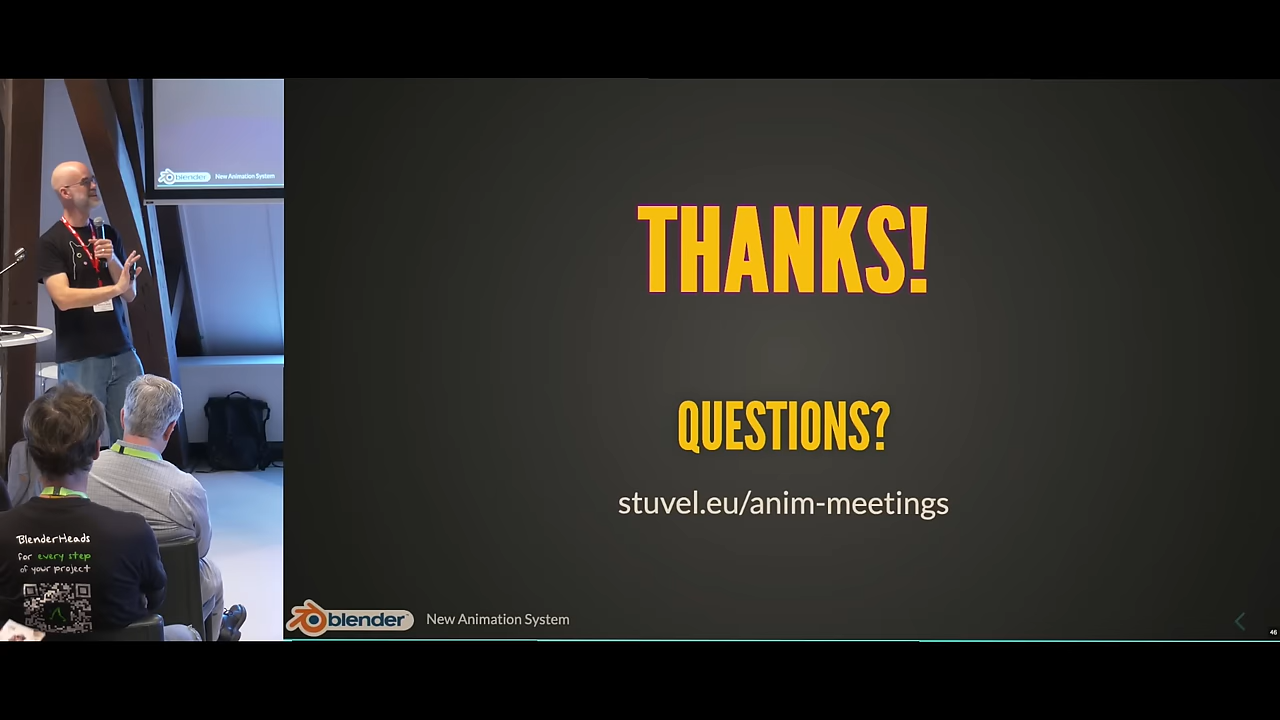 blender New Animation System
THANKS!
QUESTIONS?
stuvel.eu/anim-meetings
BlenderHeads
for every step
of your project
blender New Animation System
46